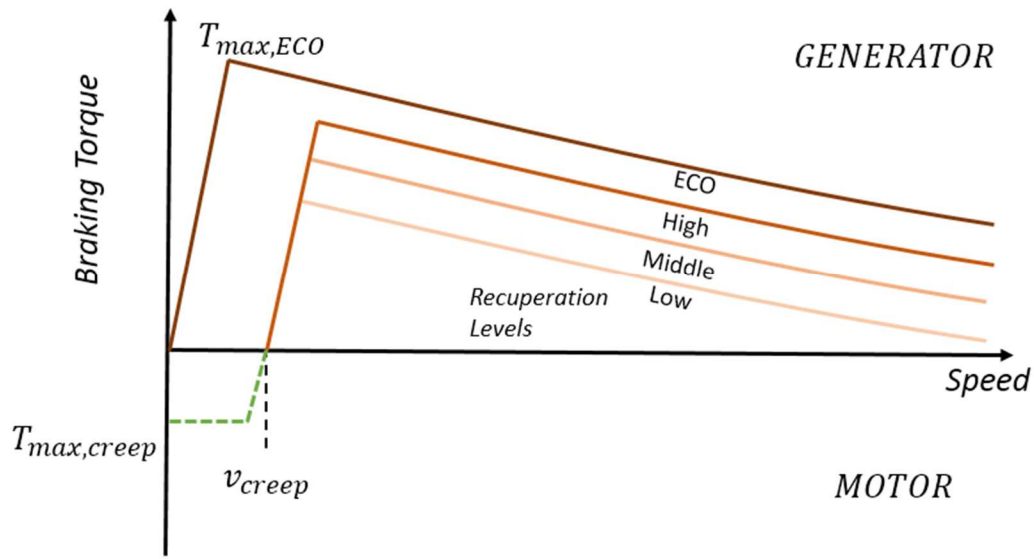 T_max,ECO
GENERATOR
Braking Torque
ECO
High
Middle
Low
Recuperation
Levels
Speed
T_max,creep
v_creep
MOTOR